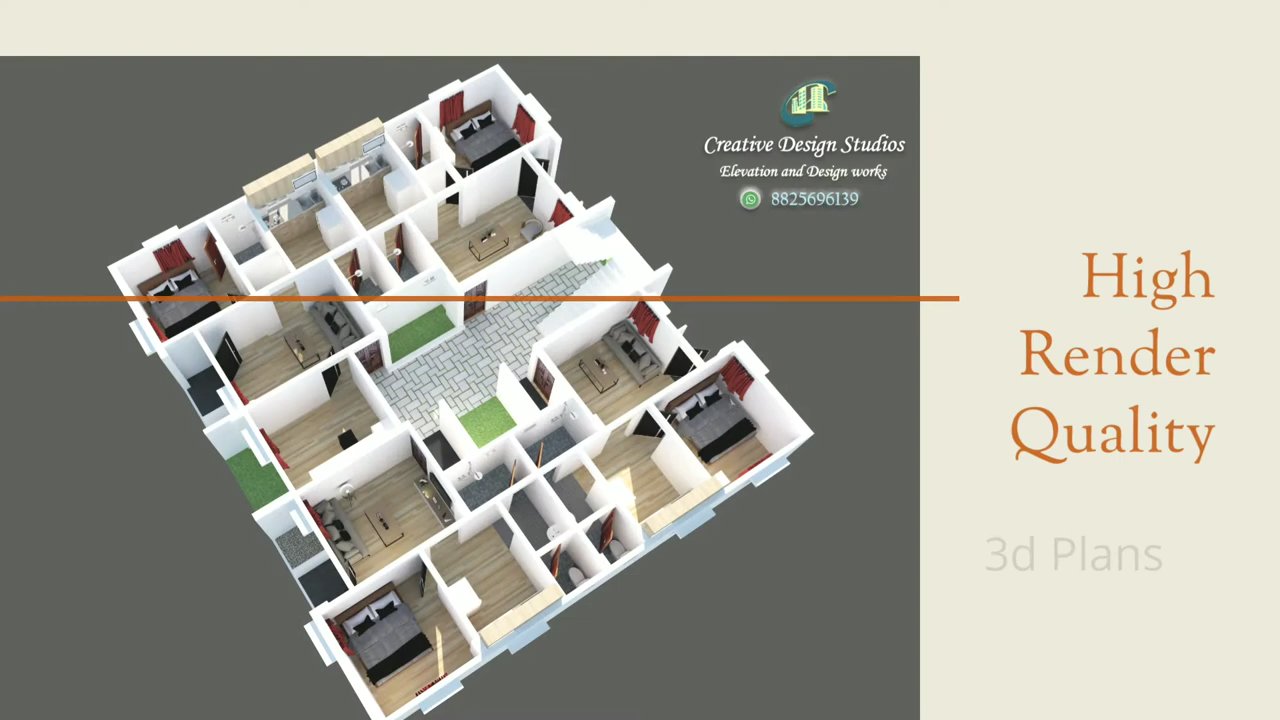 Creative Design Studios
Elevation and Design works
8825696139
High
Render
Quality
3d Plans